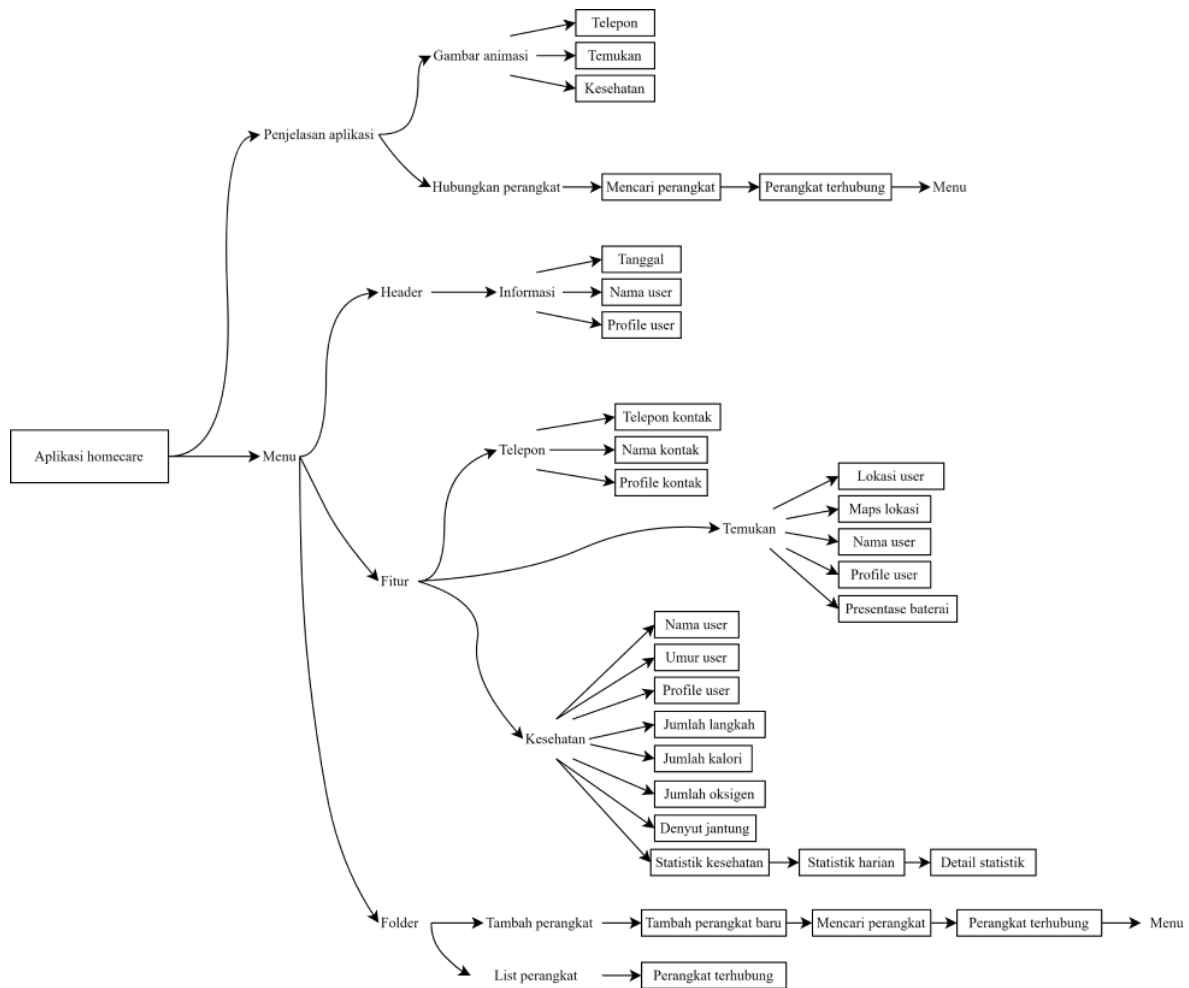 Telepon
Gambar animasi
Temukan
Kesehatan
Penjelasan aplikasi
Hubungkan perangkat
Mencari perangkat
Perangkat terhubung
Menu
Tanggal
Header
Informasi
Nama user
Profile user
Aplikasi homecare
Menu
Telepon kontak
Telepon
Nama kontak
Profile kontak
Lokasi user
Maps lokasi
Temukan
Nama user
Profile user
Presentase baterai
Fitur
Nama user
Umur user
Profile user
Jumlah langkah
Kesehatan
Jumlah kalori
Jumlah oksigen
Denyut jantung
Statistik kesehatan
Statistik harian
Detail statistik
Folder
Tambah perangkat
Tambah perangkat baru
Mencari perangkat
Perangkat terhubung
Menu
List perangkat
Perangkat terhubung